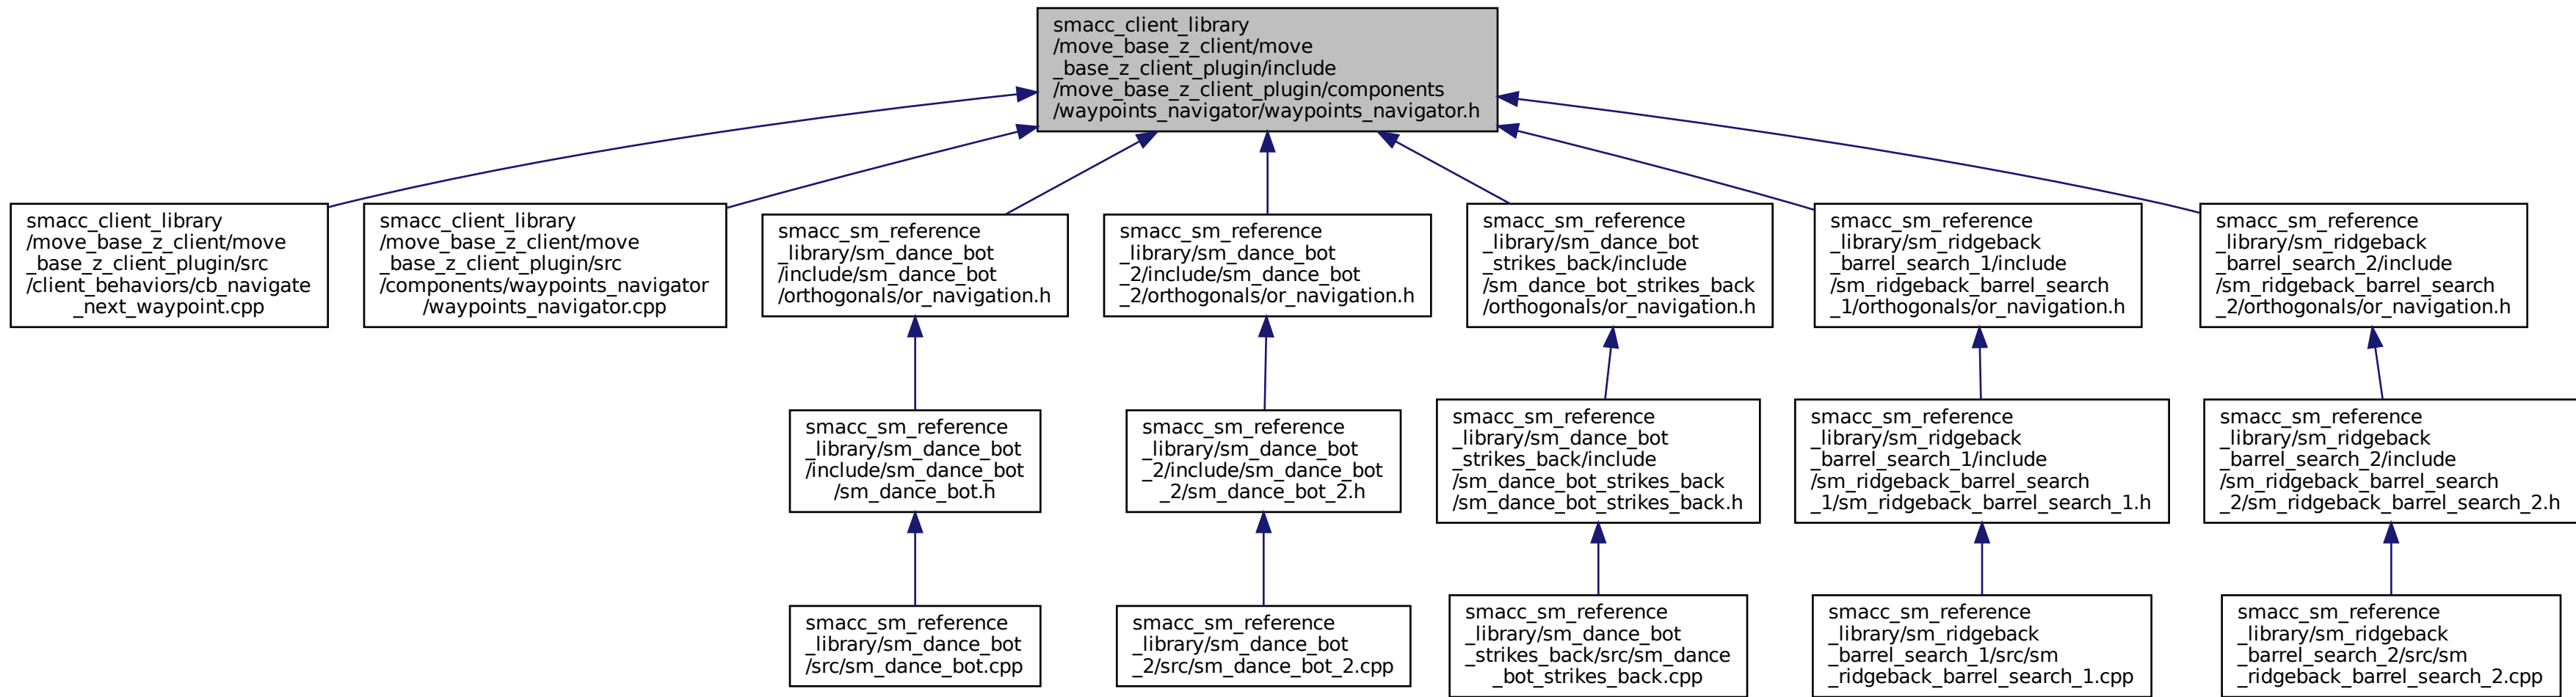 smacc_client_library
/move_base_z_client/move
_base_z_client_plugin/include
/move_base_z_client_plugin/components
/waypoints_navigator/waypoints_navigator.h
smacc_client_library
/move_base_z_client/move
_base_z_client_plugin/src
/client_behaviors/cb_navigate
_next_waypoint.cpp
smacc_client_library
/move_base_z_client/move
_base_z_client_plugin/src
/components/waypoints_navigator
/waypoints_navigator.cpp
smacc_sm_reference
_library/sm_dance_bot
/include/sm_dance_bot
/orthogonals/or_navigation.h
smacc_sm_reference
_library/sm_dance_bot
_2/include/sm_dance_bot
_2/orthogonals/or_navigation.h
smacc_sm_reference
_library/sm_dance_bot
_strikes_back/include
/sm_dance_bot_strikes_back
/orthogonals/or_navigation.h
smacc_sm_reference
_library/sm_ridgeback
_barrel_search_1/include
/sm_ridgeback_barrel_search
_1/orthogonals/or_navigation.h
smacc_sm_reference
_library/sm_ridgeback
_barrel_search_2/include
/sm_ridgeback_barrel_search
_2/orthogonals/or_navigation.h
smacc_sm_reference
_library/sm_dance_bot
/include/sm_dance_bot
/sm_dance_bot.h
smacc_sm_reference
_library/sm_dance_bot
_2/include/sm_dance_bot
_2/sm_dance_bot_2.h
smacc_sm_reference
_library/sm_dance_bot
_strikes_back/include
/sm_dance_bot_strikes_back
/sm_dance_bot_strikes_back.h
smacc_sm_reference
_library/sm_ridgeback
_barrel_search_1/include
/sm_ridgeback_barrel_search
_1/sm_ridgeback_barrel_search_1.h
smacc_sm_reference
_library/sm_ridgeback
_barrel_search_2/include
/sm_ridgeback_barrel_search
_2/sm_ridgeback_barrel_search_2.h
smacc_sm_reference
_library/sm_dance_bot
/src/sm_dance_bot.cpp
smacc_sm_reference
_library/sm_dance_bot
_2/src/sm_dance_bot_2.cpp
smacc_sm_reference
_library/sm_dance_bot
_strikes_back/src/sm_dance
_bot_strikes_back.cpp
smacc_sm_reference
_library/sm_ridgeback
_barrel_search_1/src/sm
_ridgeback_barrel_search_1.cpp
smacc_sm_reference
_library/sm_ridgeback
_barrel_search_2/src/sm
_ridgeback_barrel_search_2.cpp